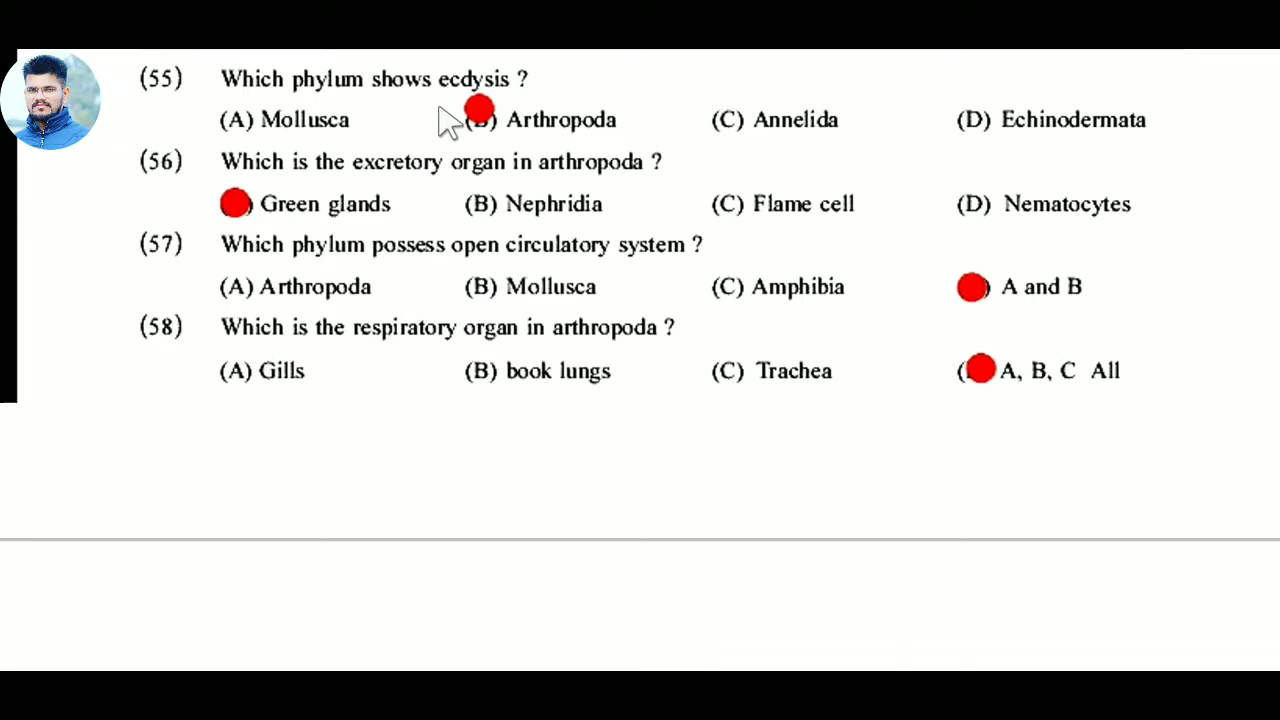 (55) Which phylum shows ecdysis ?
(A) Mollusca (B) Arthropoda (C) Annelida (D) Echinodermata
(56) Which is the excretory organ in arthropoda ?
) Green glands (B) Nephridia (C) Flame cell (D) Nematocytes
(57) Which phylum possess open circulatory system ?
(A) Arthropoda (B) Mollusca (C) Amphibia ) A and B
(58) Which is the respiratory organ in arthropoda ?
(A) Gills (B) book lungs (C) Trachea ( A, B, C All